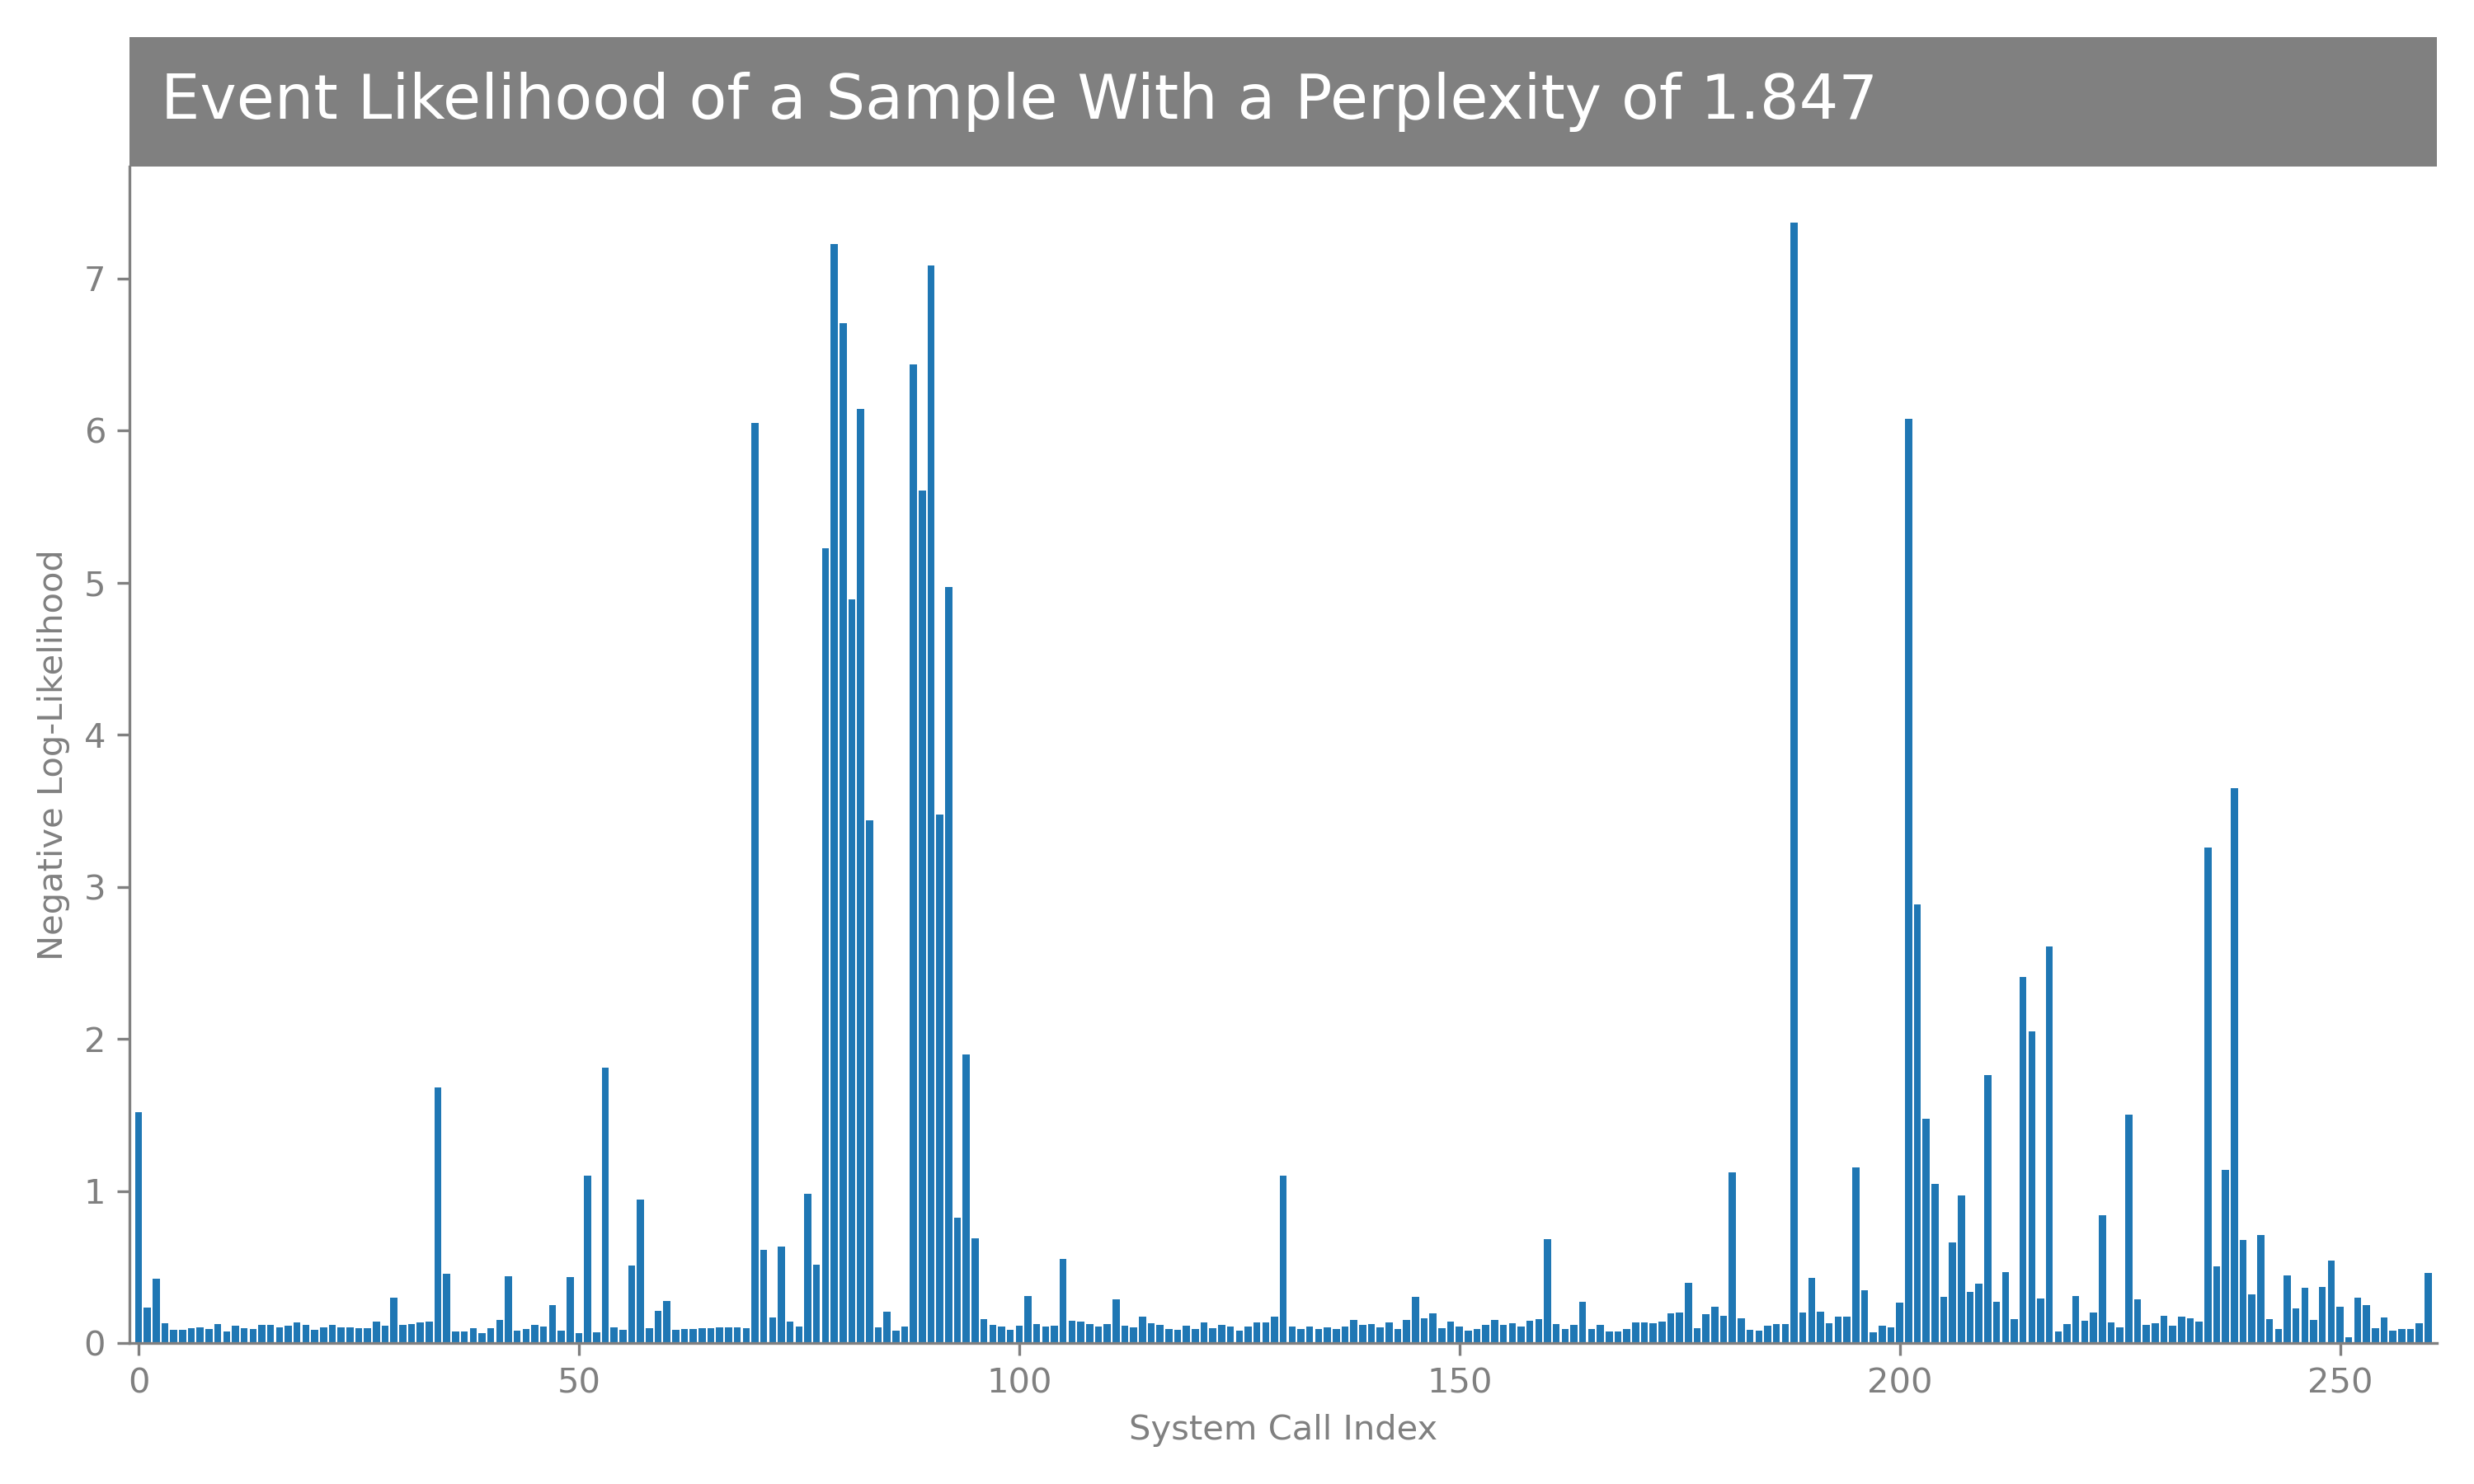 Event Likelihood of a Sample With a Perplexity of 1.847
7
6
5
4
3
2
1
0
Negative Log-Likelihood
0 50 100 150 200 250
System Call Index